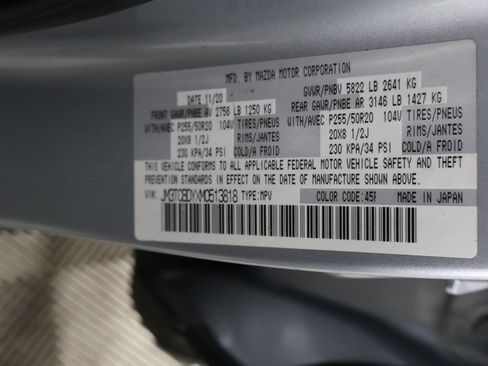 MFD. BY MAZDA MOTOR CORPORATION
DATE 11/20 GVWR/PNBV 5822 LB 2641 KG
FRONT GAWR/PNBE AV 2756 LB 1250 KG REAR GAWR/PNBE AR 3146 LB 1427 KG
WITH/AVEC P255/50R20 104V TIRES/PNEUS WITH/AVEC P255/50R20 104V TIRES/PNEUS
20X8 1/2J RIMS/JANTES 20X8 1/2J RIMS/JANTES
230 KPA/34 PSI COLD/A FROID 230 KPA/34 PSI COLD/A FROID
THIS VEHICLE CONFORMS TO ALL APPLICABLE FEDERAL MOTOR VEHICLE SAFETY AND THEFT
PREVENTION STANDARDS IN EFFECT ON THE DATE OF MANUFACTURE SHOWN ABOVE.
VIN: TYPE:MPV COLOR CODE:45P MADE IN JAPAN